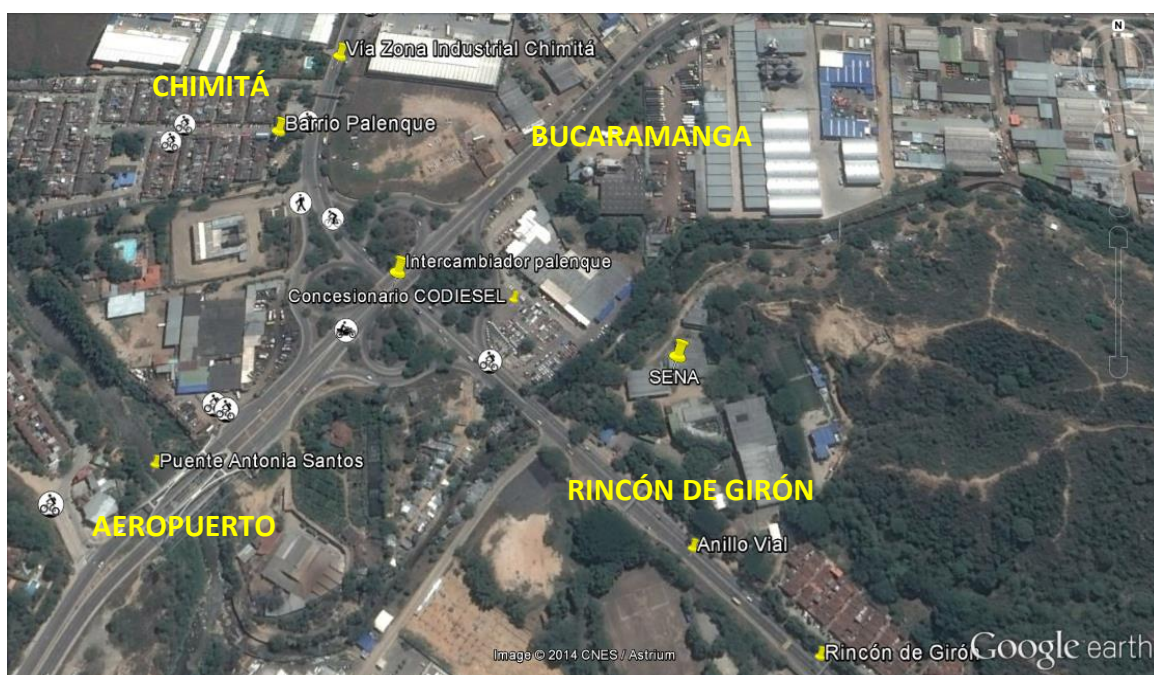 N
Vía Zona Industrial Chimitá
CHIMITÁ
Barrio Palenque
BUCARAMANGA
Intercambiador palenque
Concesionario CODIESEL
SENA
Puente Antonia Santos
RINCÓN DE GIRÓN
AEROPUERTO
Anillo Vial
Rincón de Girón
Google earth
Image © 2014 CNES / Astrium